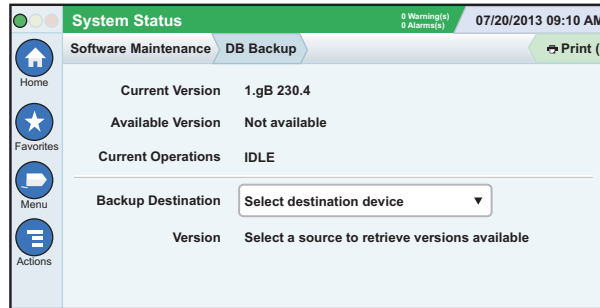 System Status
0 Warning(s)
0 Alarms(s)
07/20/2013 09:10 AM
Software Maintenance
DB Backup
Print (
Home
Current Version 1.gB 230.4
Available Version Not available
Favorites
Current Operations IDLE
Menu
Backup Destination Select destination device
Version Select a source to retrieve versions available
Actions